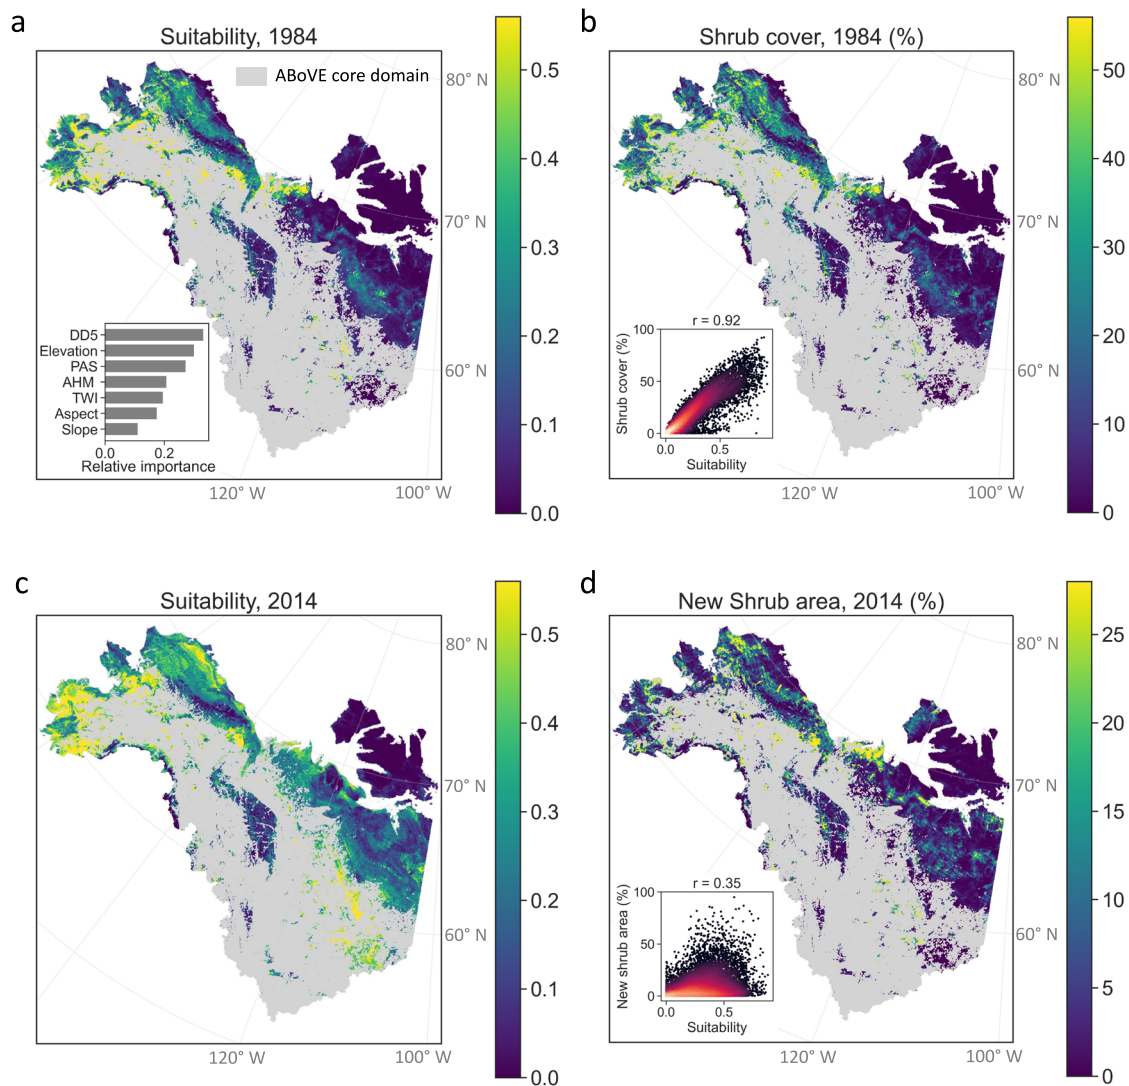 a
Suitability, 1984
ABoVE core domain
80° N
70° N
60° N
120° W
100° W
0.5
0.4
0.3
0.2
0.1
0.0
DD5
Elevation
PAS
AHM
TWI
Aspect
Slope
0.0 0.2
Relative importance
b
Shrub cover, 1984 (%)
80° N
70° N
60° N
120° W
100° W
50
40
30
20
10
0
r = 0.92
Shrub cover (%)
100
50
0
0.0 0.5
Suitability
c
Suitability, 2014
80° N
70° N
60° N
120° W
100° W
0.5
0.4
0.3
0.2
0.1
0.0
d
New Shrub area, 2014 (%)
80° N
70° N
60° N
120° W
100° W
25
20
15
10
5
0
r = 0.35
New shrub area (%)
100
50
0
0.0 0.5
Suitability